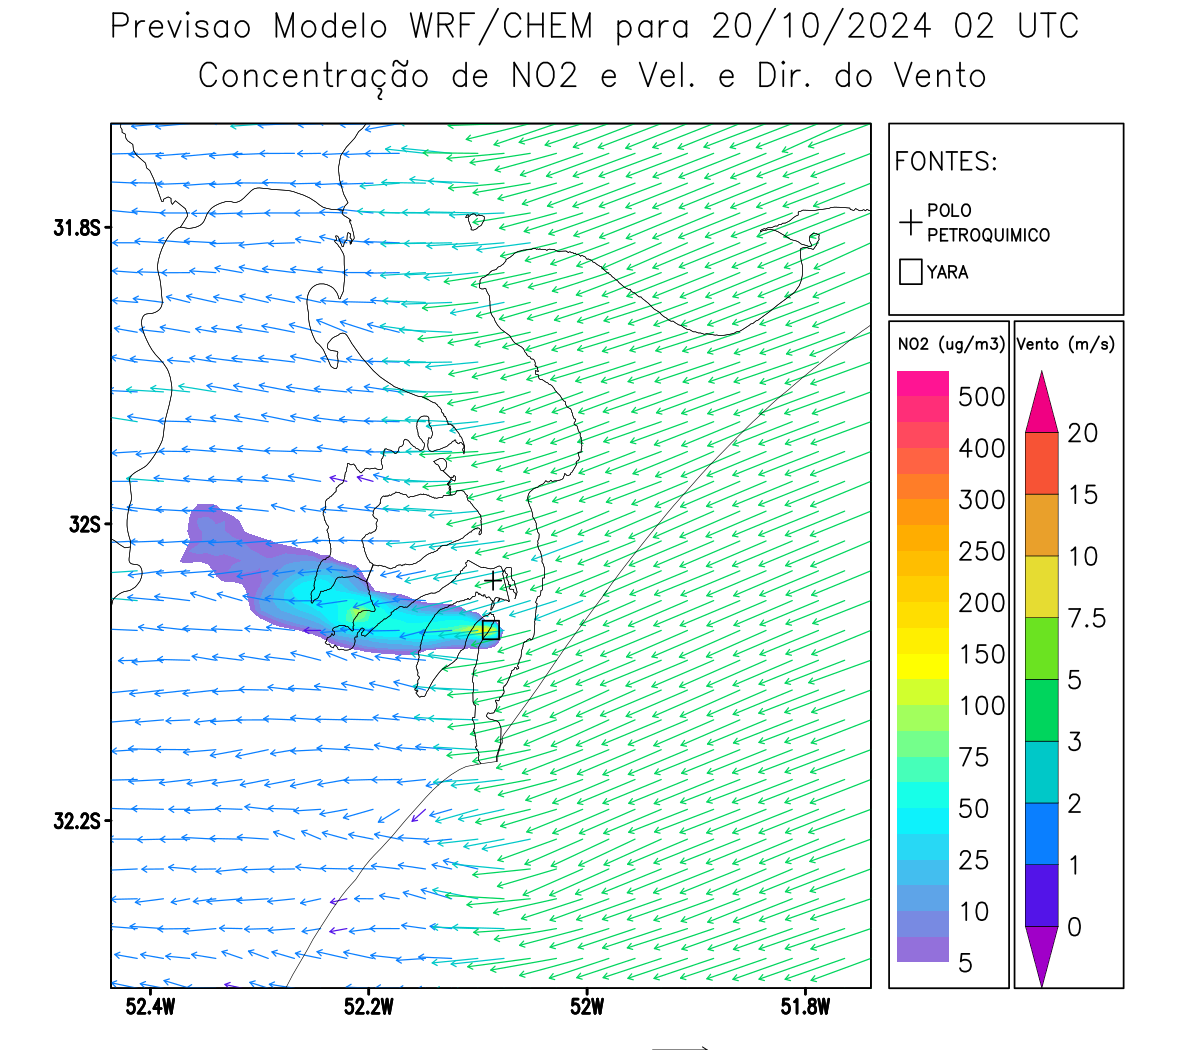 Previsao Modelo WRF/CHEM para 20/10/2024 02 UTC
Concentração de NO2 e Vel. e Dir. do Vento
FONTES:
POLO
PETROQUIMICO
YARA
NO2 (ug/m3)
500
400
300
250
200
150
100
75
50
25
10
5
Vento (m/s)
20
15
10
7.5
5
3
2
1
0
31.8S
32S
32.2S
52.4W
52.2W
52W
51.8W